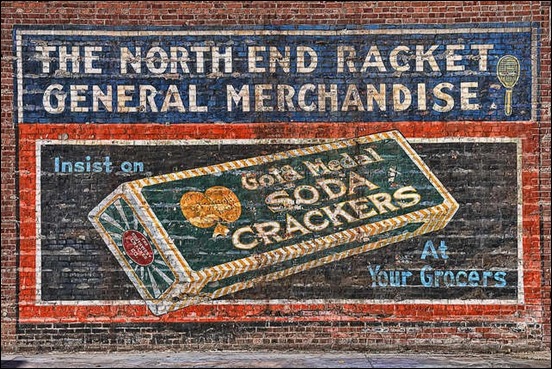 THE NORTH END RACKET
GENERAL MERCHANDISE
Insist on
Gold Medal
SODA
CRACKERS
At
Your Grocers